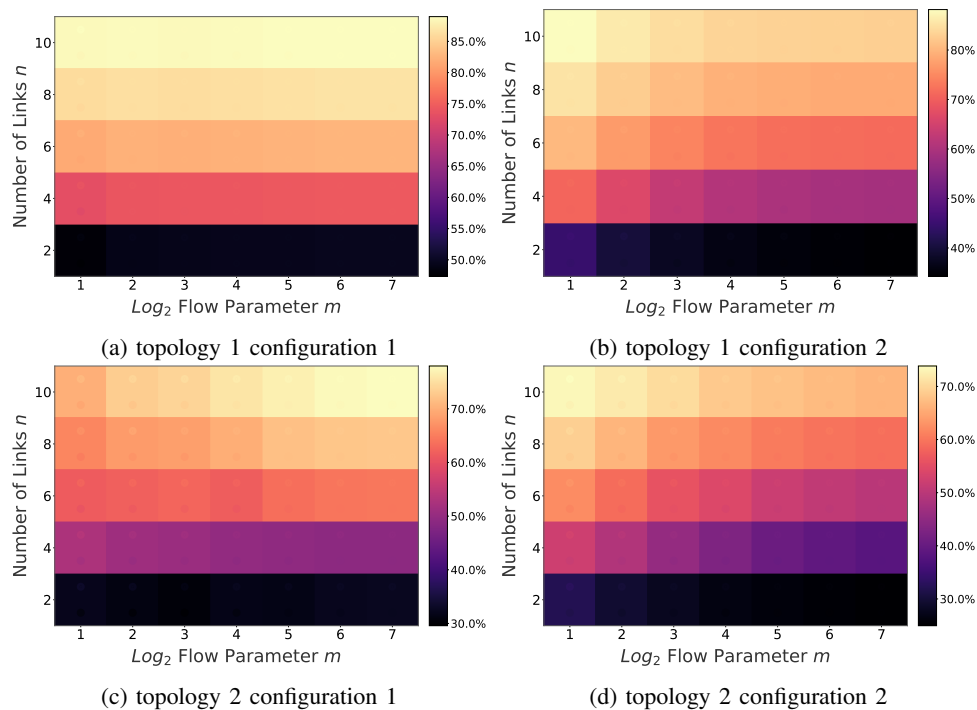 10
8
6
4
2
Number of Links n
1 2 3 4 5 6 7
Log₂ Flow Parameter m
85.0%
80.0%
75.0%
70.0%
65.0%
60.0%
55.0%
50.0%
(a) topology 1 configuration 1
10
8
6
4
2
Number of Links n
1 2 3 4 5 6 7
Log₂ Flow Parameter m
80%
70%
60%
50%
40%
(b) topology 1 configuration 2
10
8
6
4
2
Number of Links n
1 2 3 4 5 6 7
Log₂ Flow Parameter m
70.0%
60.0%
50.0%
40.0%
30.0%
(c) topology 2 configuration 1
10
8
6
4
2
Number of Links n
1 2 3 4 5 6 7
Log₂ Flow Parameter m
70.0%
60.0%
50.0%
40.0%
30.0%
(d) topology 2 configuration 2